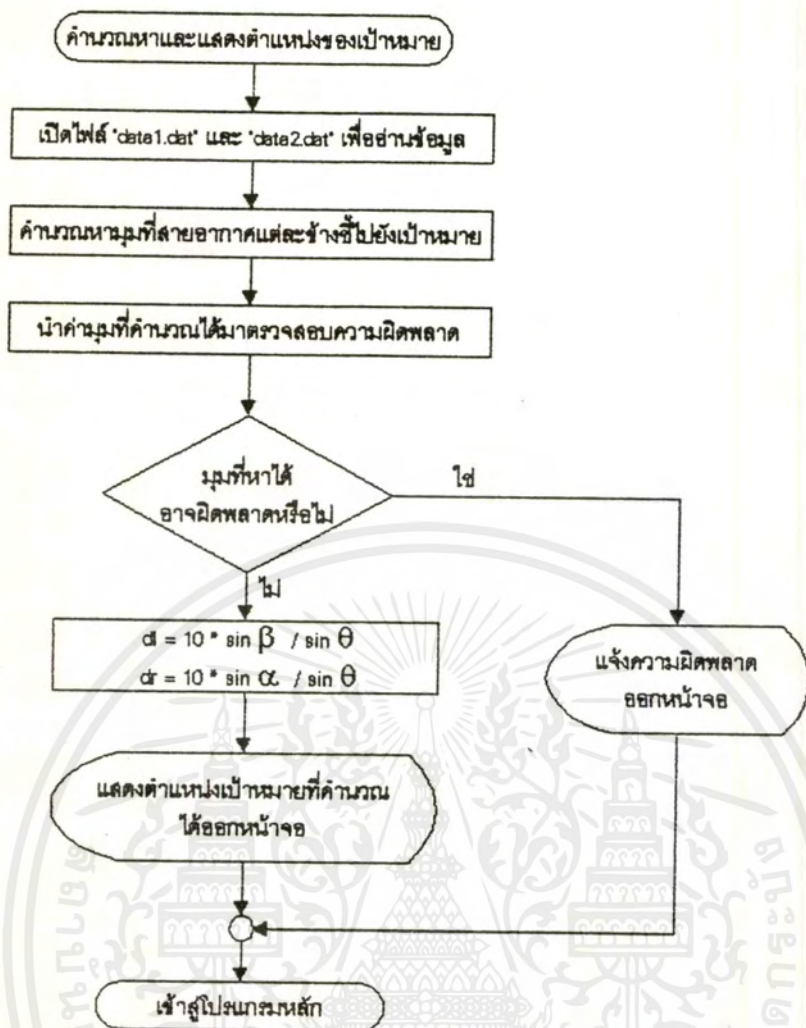 คำนวณหาและแสดงตำแหน่งของเป้าหมาย
เปิดไฟล์ "data1.dat" และ "data2.dat" เพื่ออ่านข้อมูล
คำนวณหามุมที่สายอากาศแต่ละข้างชี้ไปยังเป้าหมาย
นำค่ามุมที่คำนวณได้มาตรวจสอบความผิดพลาด
มุมที่หาได้
อาจผิดพลาดหรือไม่
ใช่
ไม่
dl = 10 * sin β / sin θ
dr = 10 * sin α / sin θ
แจ้งความผิดพลาด
ออกหน้าจอ
แสดงตำแหน่งเป้าหมายที่คำนวณ
ได้ออกหน้าจอ
เข้าสู่โปรแกรมหลัก